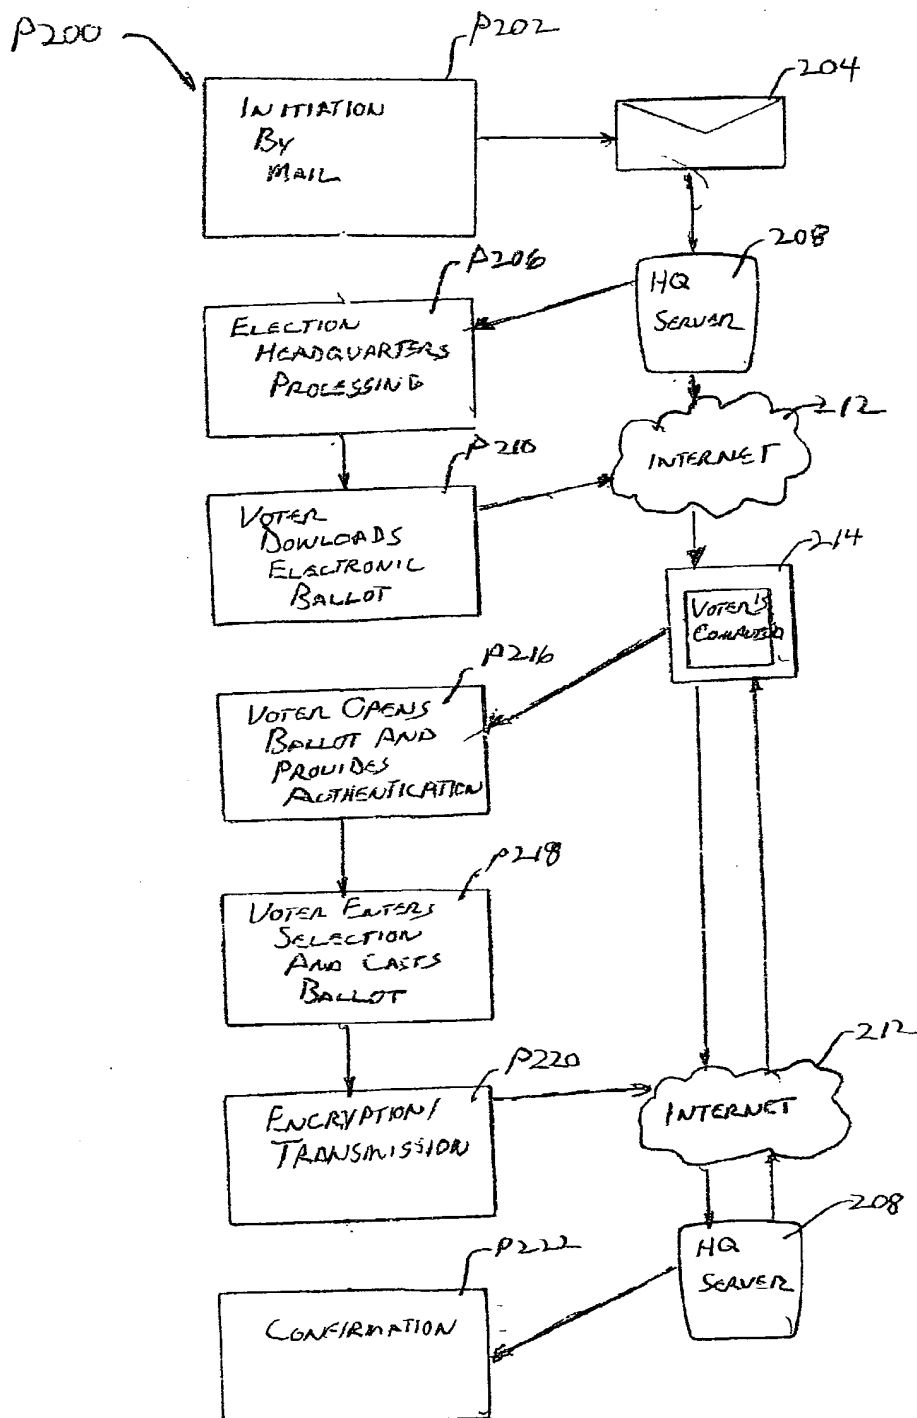 P200
P202
INITIATION
BY
MAIL
204
208
HQ
SERVER
P206
ELECTION
HEADQUARTERS
PROCESSING
212
INTERNET
P210
VOTER
DOWLOADS
ELECTRONIC
BALLOT
214
VOTER'S
COMPUTER
P216
VOTER OPENS
BALLOT AND
PROVIDES
AUTHENTICATION
P218
VOTER ENTERS
SELECTION
AND CASTS
BALLOT
212
INTERNET
P220
ENCRYPTION/
TRANSMISSION
208
HQ
SERVER
P222
CONFIRMATION